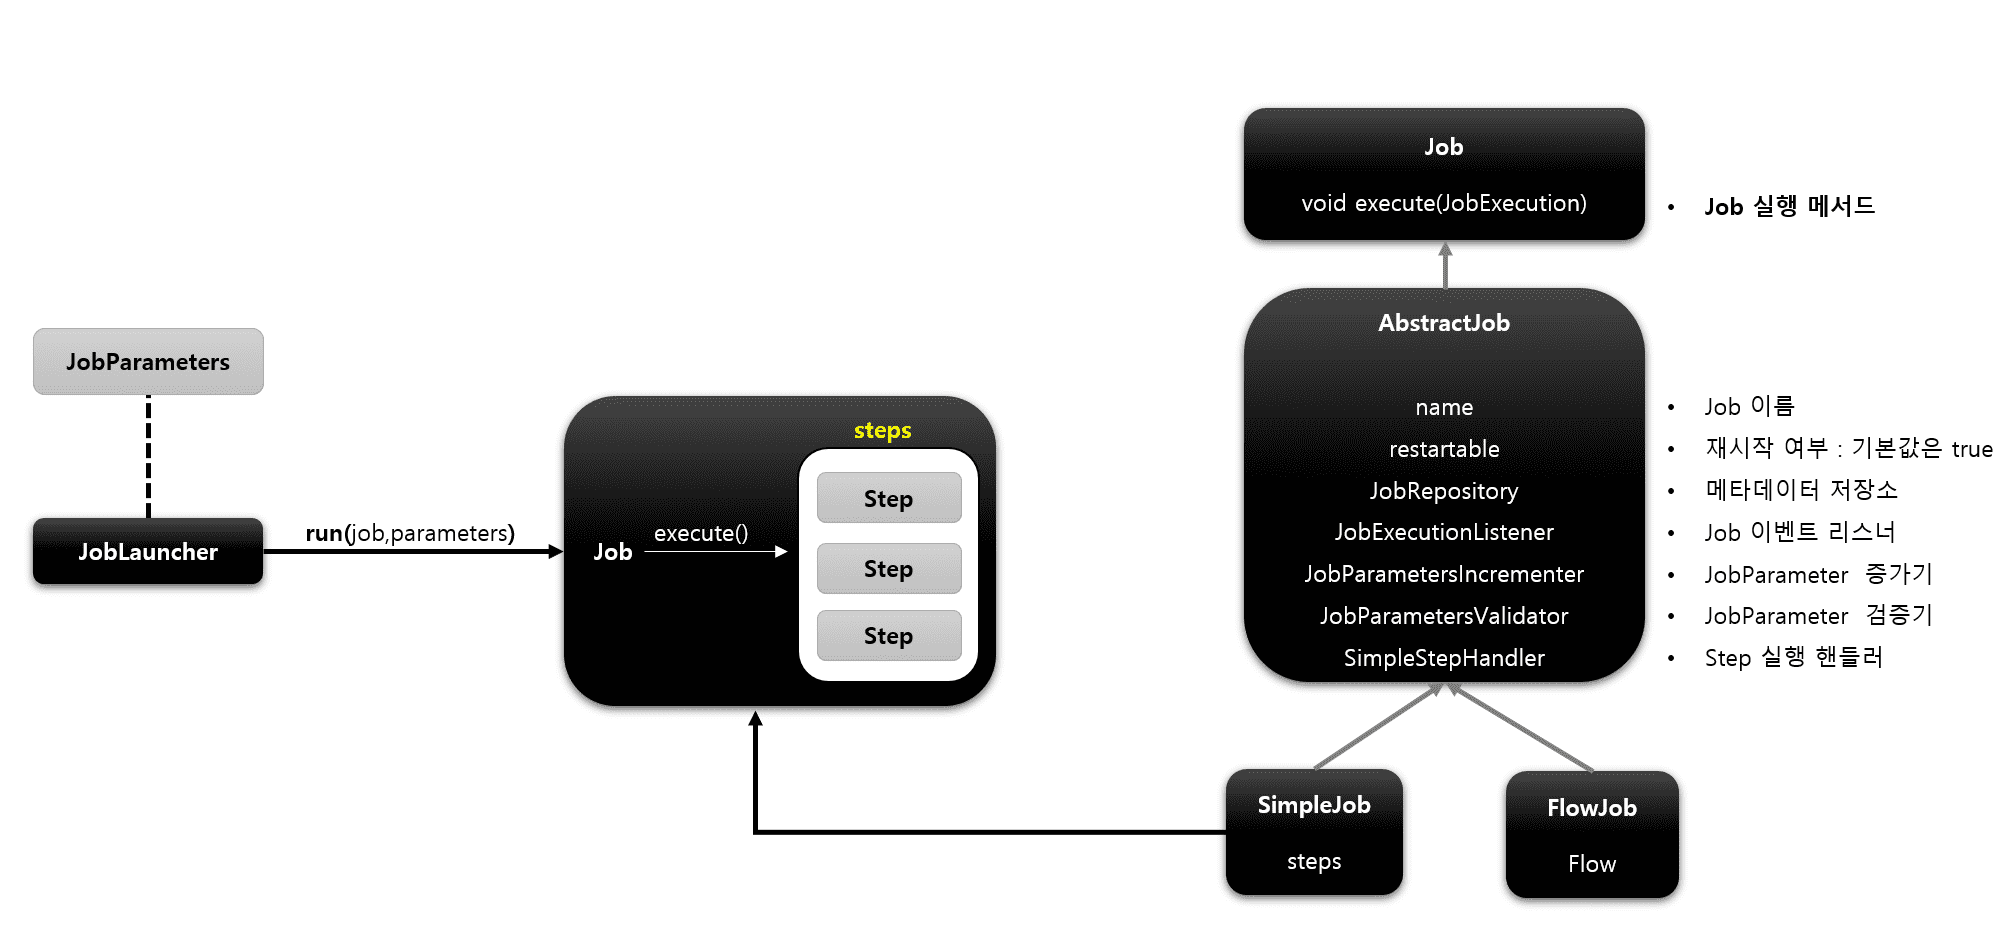 JobParameters
JobLauncher
run(job,parameters)
steps
Job
execute()
Step
Step
Step
Job
void execute(JobExecution)
• Job 실행 메서드
AbstractJob
name
• Job 이름
restartable
• 재시작 여부 : 기본값은 true
JobRepository
• 메타데이터 저장소
JobExecutionListener
• Job 이벤트 리스너
JobParametersIncrementer
• JobParameter 증가기
JobParametersValidator
• JobParameter 검증기
SimpleStepHandler
• Step 실행 핸들러
SimpleJob
steps
FlowJob
Flow